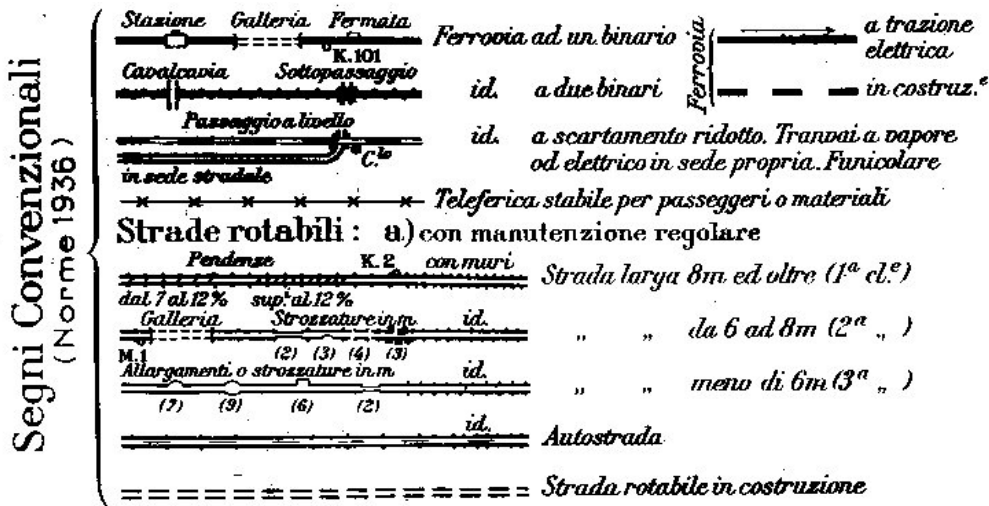 Segni Convenzionali
(Norme 1936)
Stazione Galleria Fermata
K.101
Ferrovia ad un binario
Ferrovia
a trazione
elettrica
Cavalcavia Sottopassaggio
id. a due binari
in costruz.e
Passaggio a livello
C.lo
in sede stradale
id. a scartamento ridotto. Tranvai a vapore
od elettrico in sede propria. Funicolare
Teleferica stabile per passeggeri o materiali
Strade rotabili: a) con manutenzione regolare
Pendenze K.2 con muri
dal 7 al 12% sup.i al 12%
Strada larga 8m ed oltre (1a cl.e)
Galleria Strozzature in m. id.
M.1 (2) (3) (4) (3)
„ „ da 6 ad 8m (2a „ )
Allargamenti o strozzature in m id.
(7) (9) (6) (2)
„ „ meno di 6m (3a „ )
id.
Autostrada
Strada rotabile in costruzione